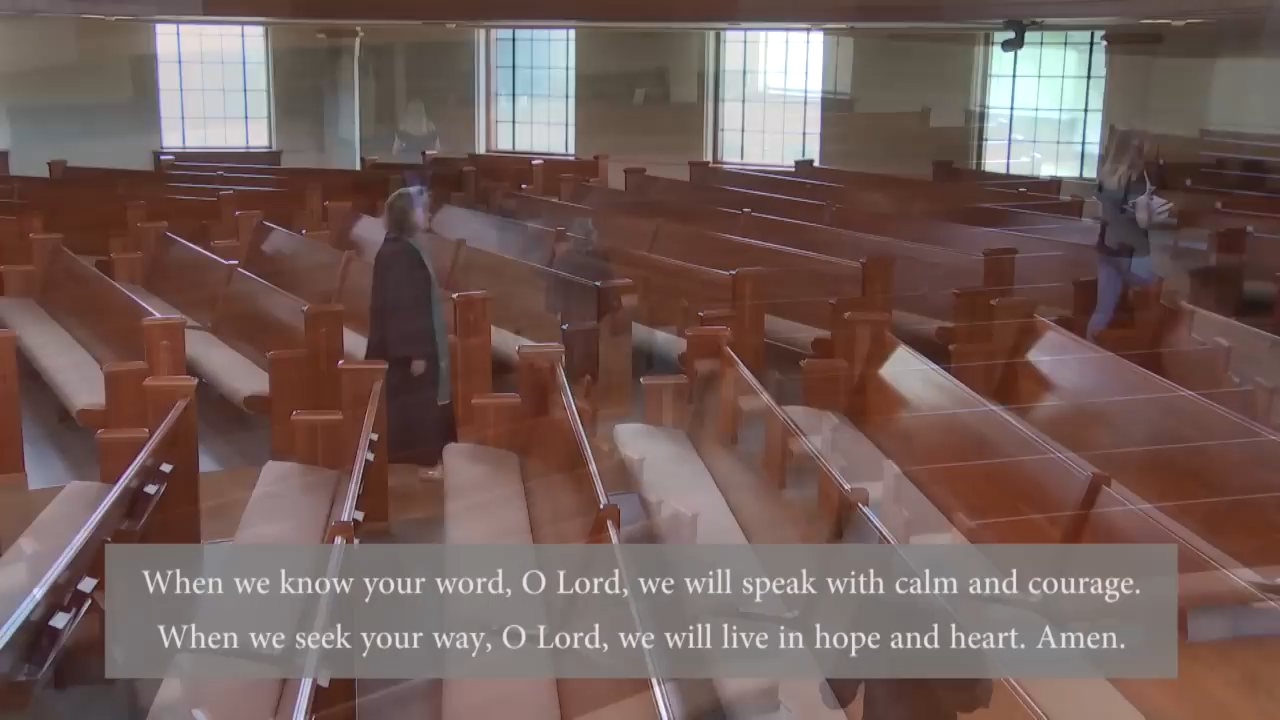 When we know your word, O Lord, we will speak with calm and courage.
When we seek your way, O Lord, we will live in hope and heart. Amen.